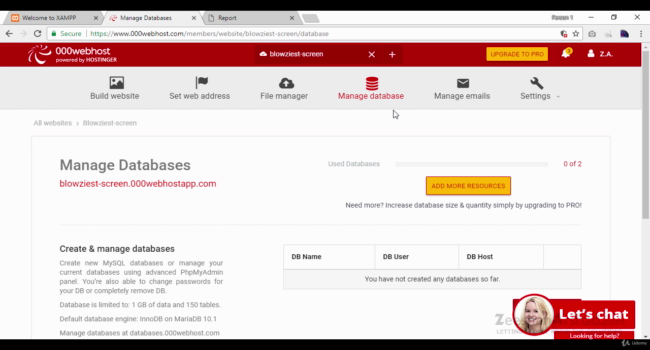 Welcome to XAMPP
Manage Databases
Report
Secure
https://www.000webhost.com/members/website/blowziest-screen/database
000webhost
powered by HOSTINGER
blowziest-screen
UPGRADE TO PRO
Z.A.
Build website
Set web address
File manager
Manage database
Manage emails
Settings
All websites › Blowziest-screen
Manage Databases
blowziest-screen.000webhostapp.com
Used Databases
0 of 2
ADD MORE RESOURCES
Need more? Increase database size & quantity simply by upgrading to PRO!
Create & manage databases
Create new MySQL databases or manage your
current databases using advanced PhpMyAdmin
panel. You're also able to change passwords for
your DB or completely remove DB.
Database is limited to: 1 GB of data and 150 tables.
Default database engine: InnoDB on MariaDB 10.1
Manage databases at databases.000webhost.com
DB Name
DB User
DB Host
You have not created any databases so far.
Let's chat
Looking for help?
Udemy